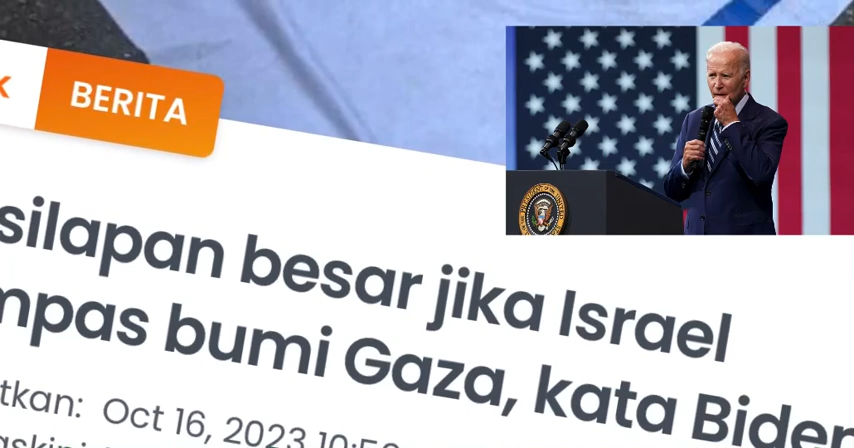 BERITA
silapan besar jika Israel
mpas bumi Gaza, kata Biden
tkan: Oct 16, 2023